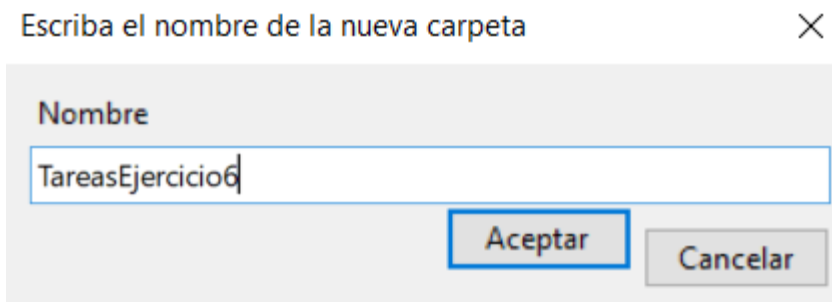 Escriba el nombre de la nueva carpeta
Nombre
TareasEjercicio6
Aceptar
Cancelar